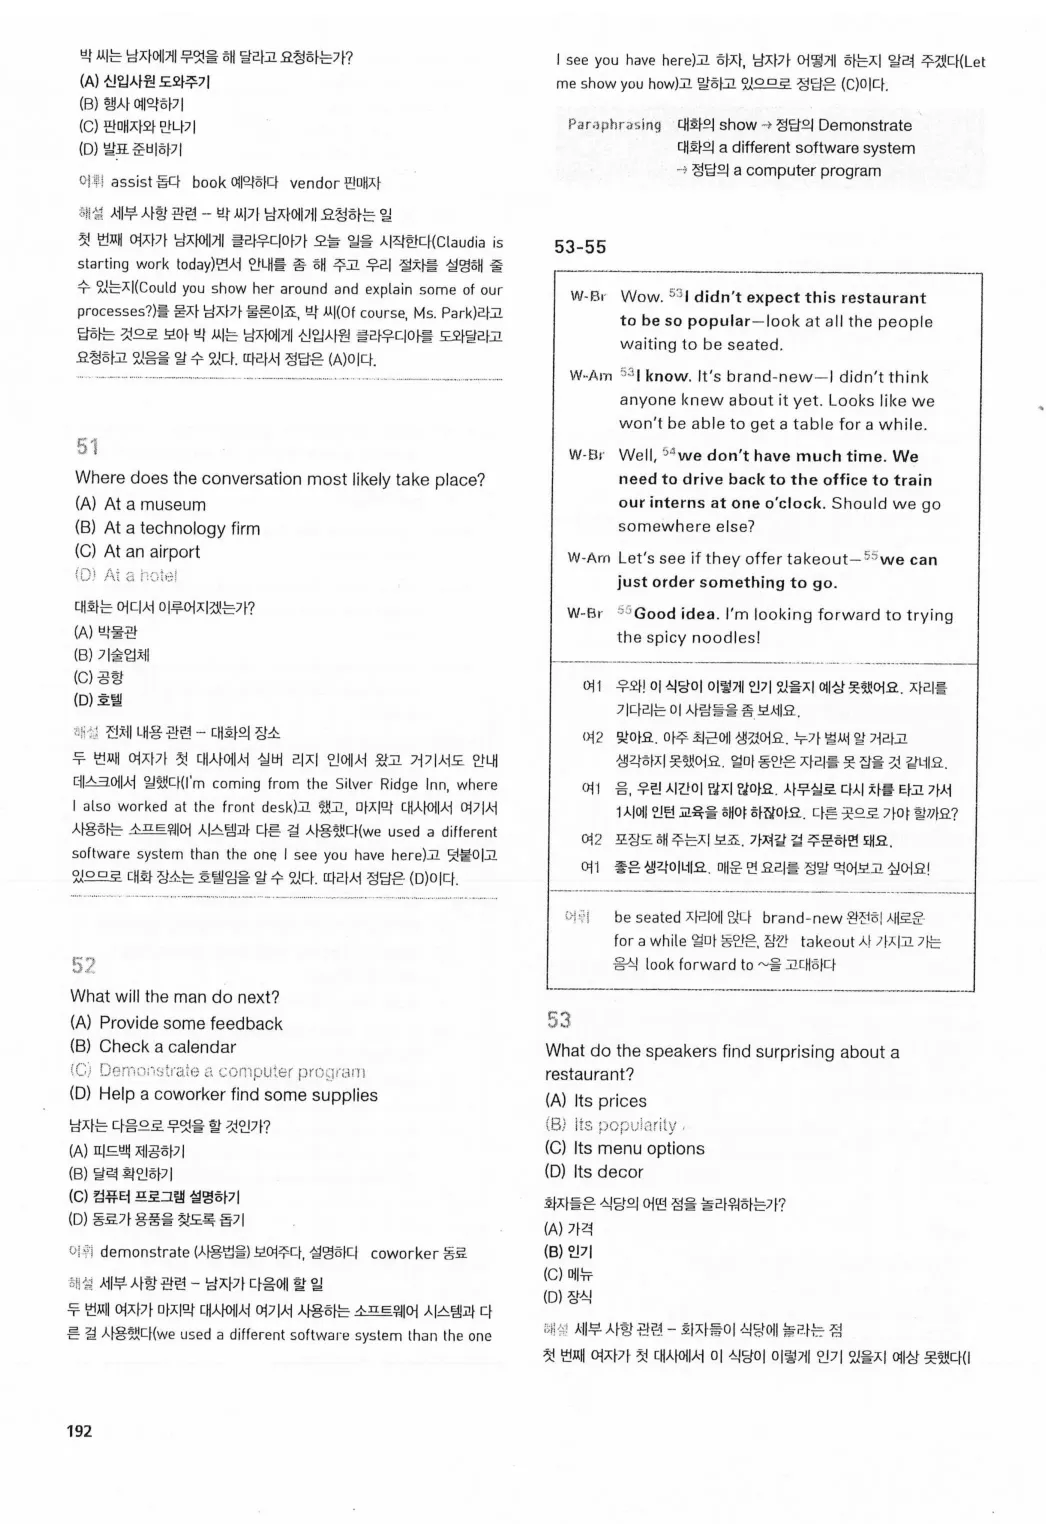 박 씨는 남자에게 무엇을 해 달라고 요청하는가?
(A) 신입사원 도와주기
(B) 행사 예약하기
(C) 판매자와 만나기
(D) 발표 준비하기
어휘 assist 돕다 book 예약하다 vendor 판매자
해설 세부 사항 관련 – 박 씨가 남자에게 요청하는 일
첫 번째 여자가 남자에게 클라우디아가 오늘 일을 시작한다(Claudia is
starting work today)면서 안내를 좀 해 주고 우리 절차를 설명해 줄
수 있는지(Could you show her around and explain some of our
processes?)를 묻자 남자가 물론이죠, 박 씨(Of course, Ms. Park)라고
답하는 것으로 보아 박 씨는 남자에게 신입사원 클라우디아를 도와달라고
요청하고 있음을 알 수 있다. 따라서 정답은 (A)이다.
51
Where does the conversation most likely take place?
(A) At a museum
(B) At a technology firm
(C) At an airport
(D) At a hotel
대화는 어디서 이루어지겠는가?
(A) 박물관
(B) 기술업체
(C) 공항
(D) 호텔
해설 전체 내용 관련 – 대화의 장소
두 번째 여자가 첫 대사에서 실버 리지 인에서 왔고 거기서도 안내
데스크에서 일했다(I'm coming from the Silver Ridge Inn, where
I also worked at the front desk)고 했고, 마지막 대사에서 여기서
사용하는 소프트웨어 시스템과 다른 걸 사용했다(we used a different
software system than the one I see you have here)고 덧붙이고
있으므로 대화 장소는 호텔임을 알 수 있다. 따라서 정답은 (D)이다.
52
What will the man do next?
(A) Provide some feedback
(B) Check a calendar
(C) Demonstrate a computer program
(D) Help a coworker find some supplies
남자는 다음으로 무엇을 할 것인가?
(A) 피드백 제공하기
(B) 달력 확인하기
(C) 컴퓨터 프로그램 설명하기
(D) 동료가 용품을 찾도록 돕기
어휘 demonstrate (사용법을) 보여주다, 설명하다 coworker 동료
해설 세부 사항 관련 – 남자가 다음에 할 일
두 번째 여자가 마지막 대사에서 여기서 사용하는 소프트웨어 시스템과 다
른 걸 사용했다(we used a different software system than the one
I see you have here)고 하자, 남자가 어떻게 하는지 알려 주겠다(Let
me show you how)고 말하고 있으므로 정답은 (C)이다.
Paraphrasing 대화의 show → 정답의 Demonstrate
대화의 a different software system
→ 정답의 a computer program
53-55
W-Br Wow. 53I didn't expect this restaurant
to be so popular—look at all the people
waiting to be seated.
W-Am 53I know. It's brand-new—I didn't think
anyone knew about it yet. Looks like we
won't be able to get a table for a while.
W-Br Well, 54we don't have much time. We
need to drive back to the office to train
our interns at one o'clock. Should we go
somewhere else?
W-Am Let's see if they offer takeout—55we can
just order something to go.
W-Br 55Good idea. I'm looking forward to trying
the spicy noodles!
여1 우와! 이 식당이 이렇게 인기 있을지 예상 못했어요. 자리를
기다리는 이 사람들을 좀 보세요.
여2 맞아요. 아주 최근에 생겼어요. 누가 벌써 알 거라고
생각하지 못했어요. 얼마 동안은 자리를 못 잡을 것 같네요.
여1 음, 우린 시간이 많지 않아요. 사무실로 다시 차를 타고 가서
1시에 인턴 교육을 해야 하잖아요. 다른 곳으로 가야 할까요?
여2 포장도 해 주는지 보죠. 가져갈 걸 주문하면 돼요.
여1 좋은 생각이네요. 매운 면 요리를 정말 먹어보고 싶어요!
어휘 be seated 자리에 앉다 brand-new 완전히 새로운
for a while 얼마 동안은, 잠깐 takeout 사 가지고 가는
음식 look forward to ~을 고대하다
53
What do the speakers find surprising about a
restaurant?
(A) Its prices
(B) Its popularity
(C) Its menu options
(D) Its decor
화자들은 식당의 어떤 점을 놀라워하는가?
(A) 가격
(B) 인기
(C) 메뉴
(D) 장식
해설 세부 사항 관련 – 화자들이 식당에 놀라는 점
첫 번째 여자가 첫 대사에서 이 식당이 이렇게 인기 있을지 예상 못했다(I
192